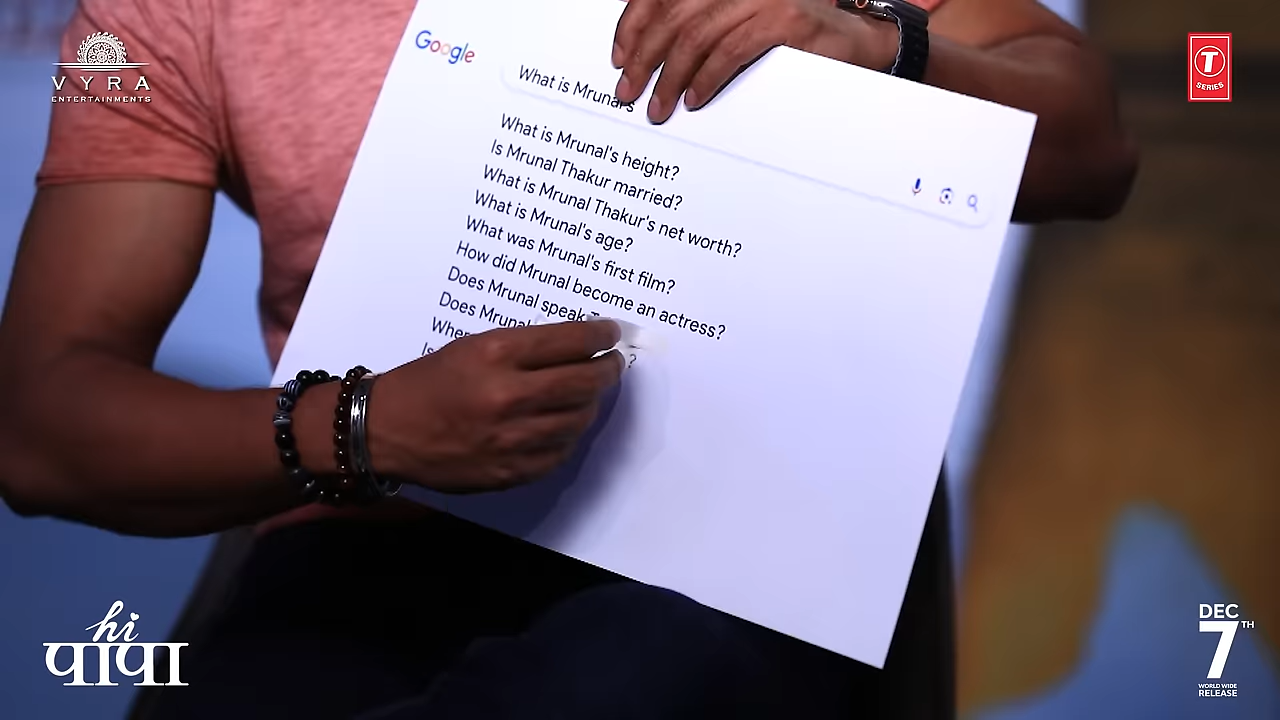 VYRA
ENTERTAINMENTS
T
SERIES
Google
What is Mrunal's
What is Mrunal's height?
Is Mrunal Thakur married?
What is Mrunal Thakur's net worth?
What is Mrunal's age?
What was Mrunal's first film?
How did Mrunal become an actress?
Does Mrunal speak
Does Mrunal ?
Is
hi
पापा
DEC
7TH
WORLD WIDE
RELEASE